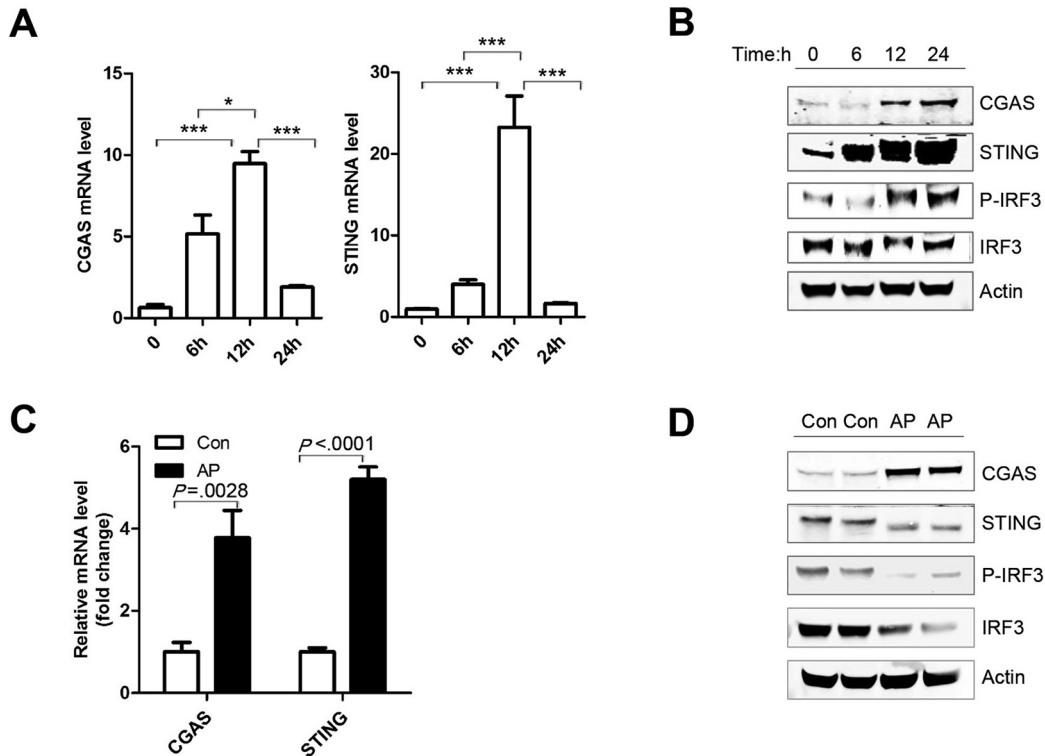 A
CGAS mRNA level
15
10
5
0
***
*
***
0
6h
12h
24h
STING mRNA level
30
20
10
0
***
***
***
0
6h
12h
24h
B
Time:h 0 6 12 24
CGAS
STING
P-IRF3
IRF3
Actin
C
Relative mRNA level
(fold change)
6
4
2
0
Con
AP
P=.0028
P<.0001
CGAS
STING
D
Con Con AP AP
CGAS
STING
P-IRF3
IRF3
Actin